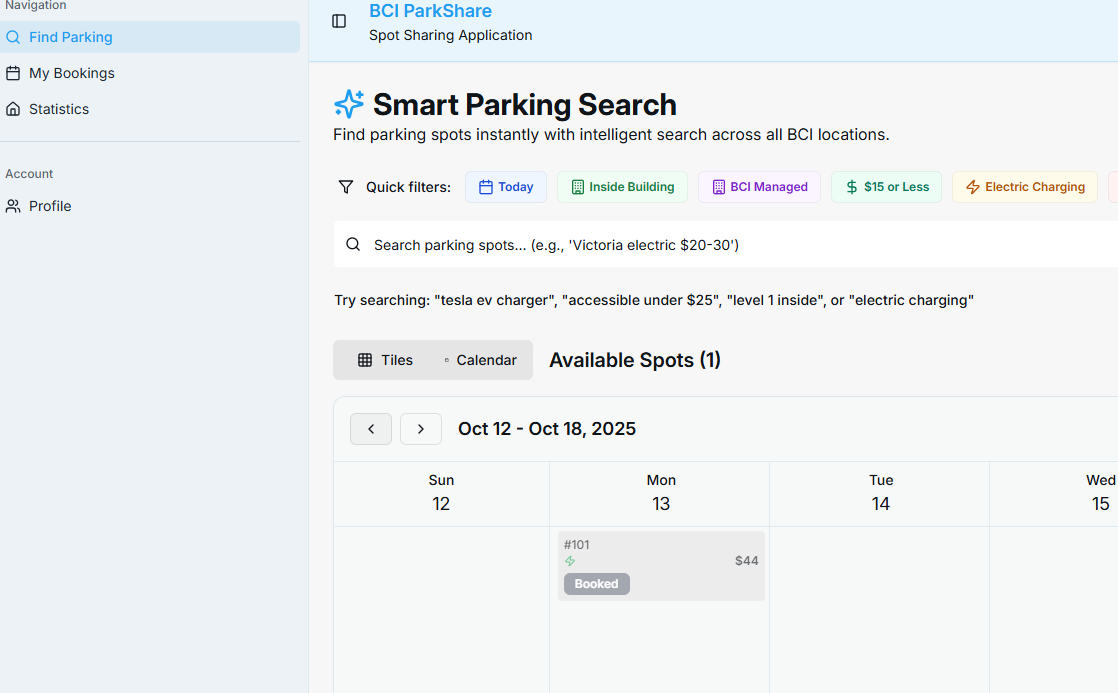 Navigation
Find Parking
My Bookings
Statistics
Account
Profile
BCI ParkShare
Spot Sharing Application
Smart Parking Search
Find parking spots instantly with intelligent search across all BCI locations.
Quick filters: Today Inside Building BCI Managed $15 or Less Electric Charging
Search parking spots... (e.g., 'Victoria electric $20-30')
Try searching: "tesla ev charger", "accessible under $25", "level 1 inside", or "electric charging"
Tiles Calendar Available Spots (1)
Oct 12 - Oct 18, 2025
Sun Mon Tue Wed
12 13 14 15
#101
$44
Booked